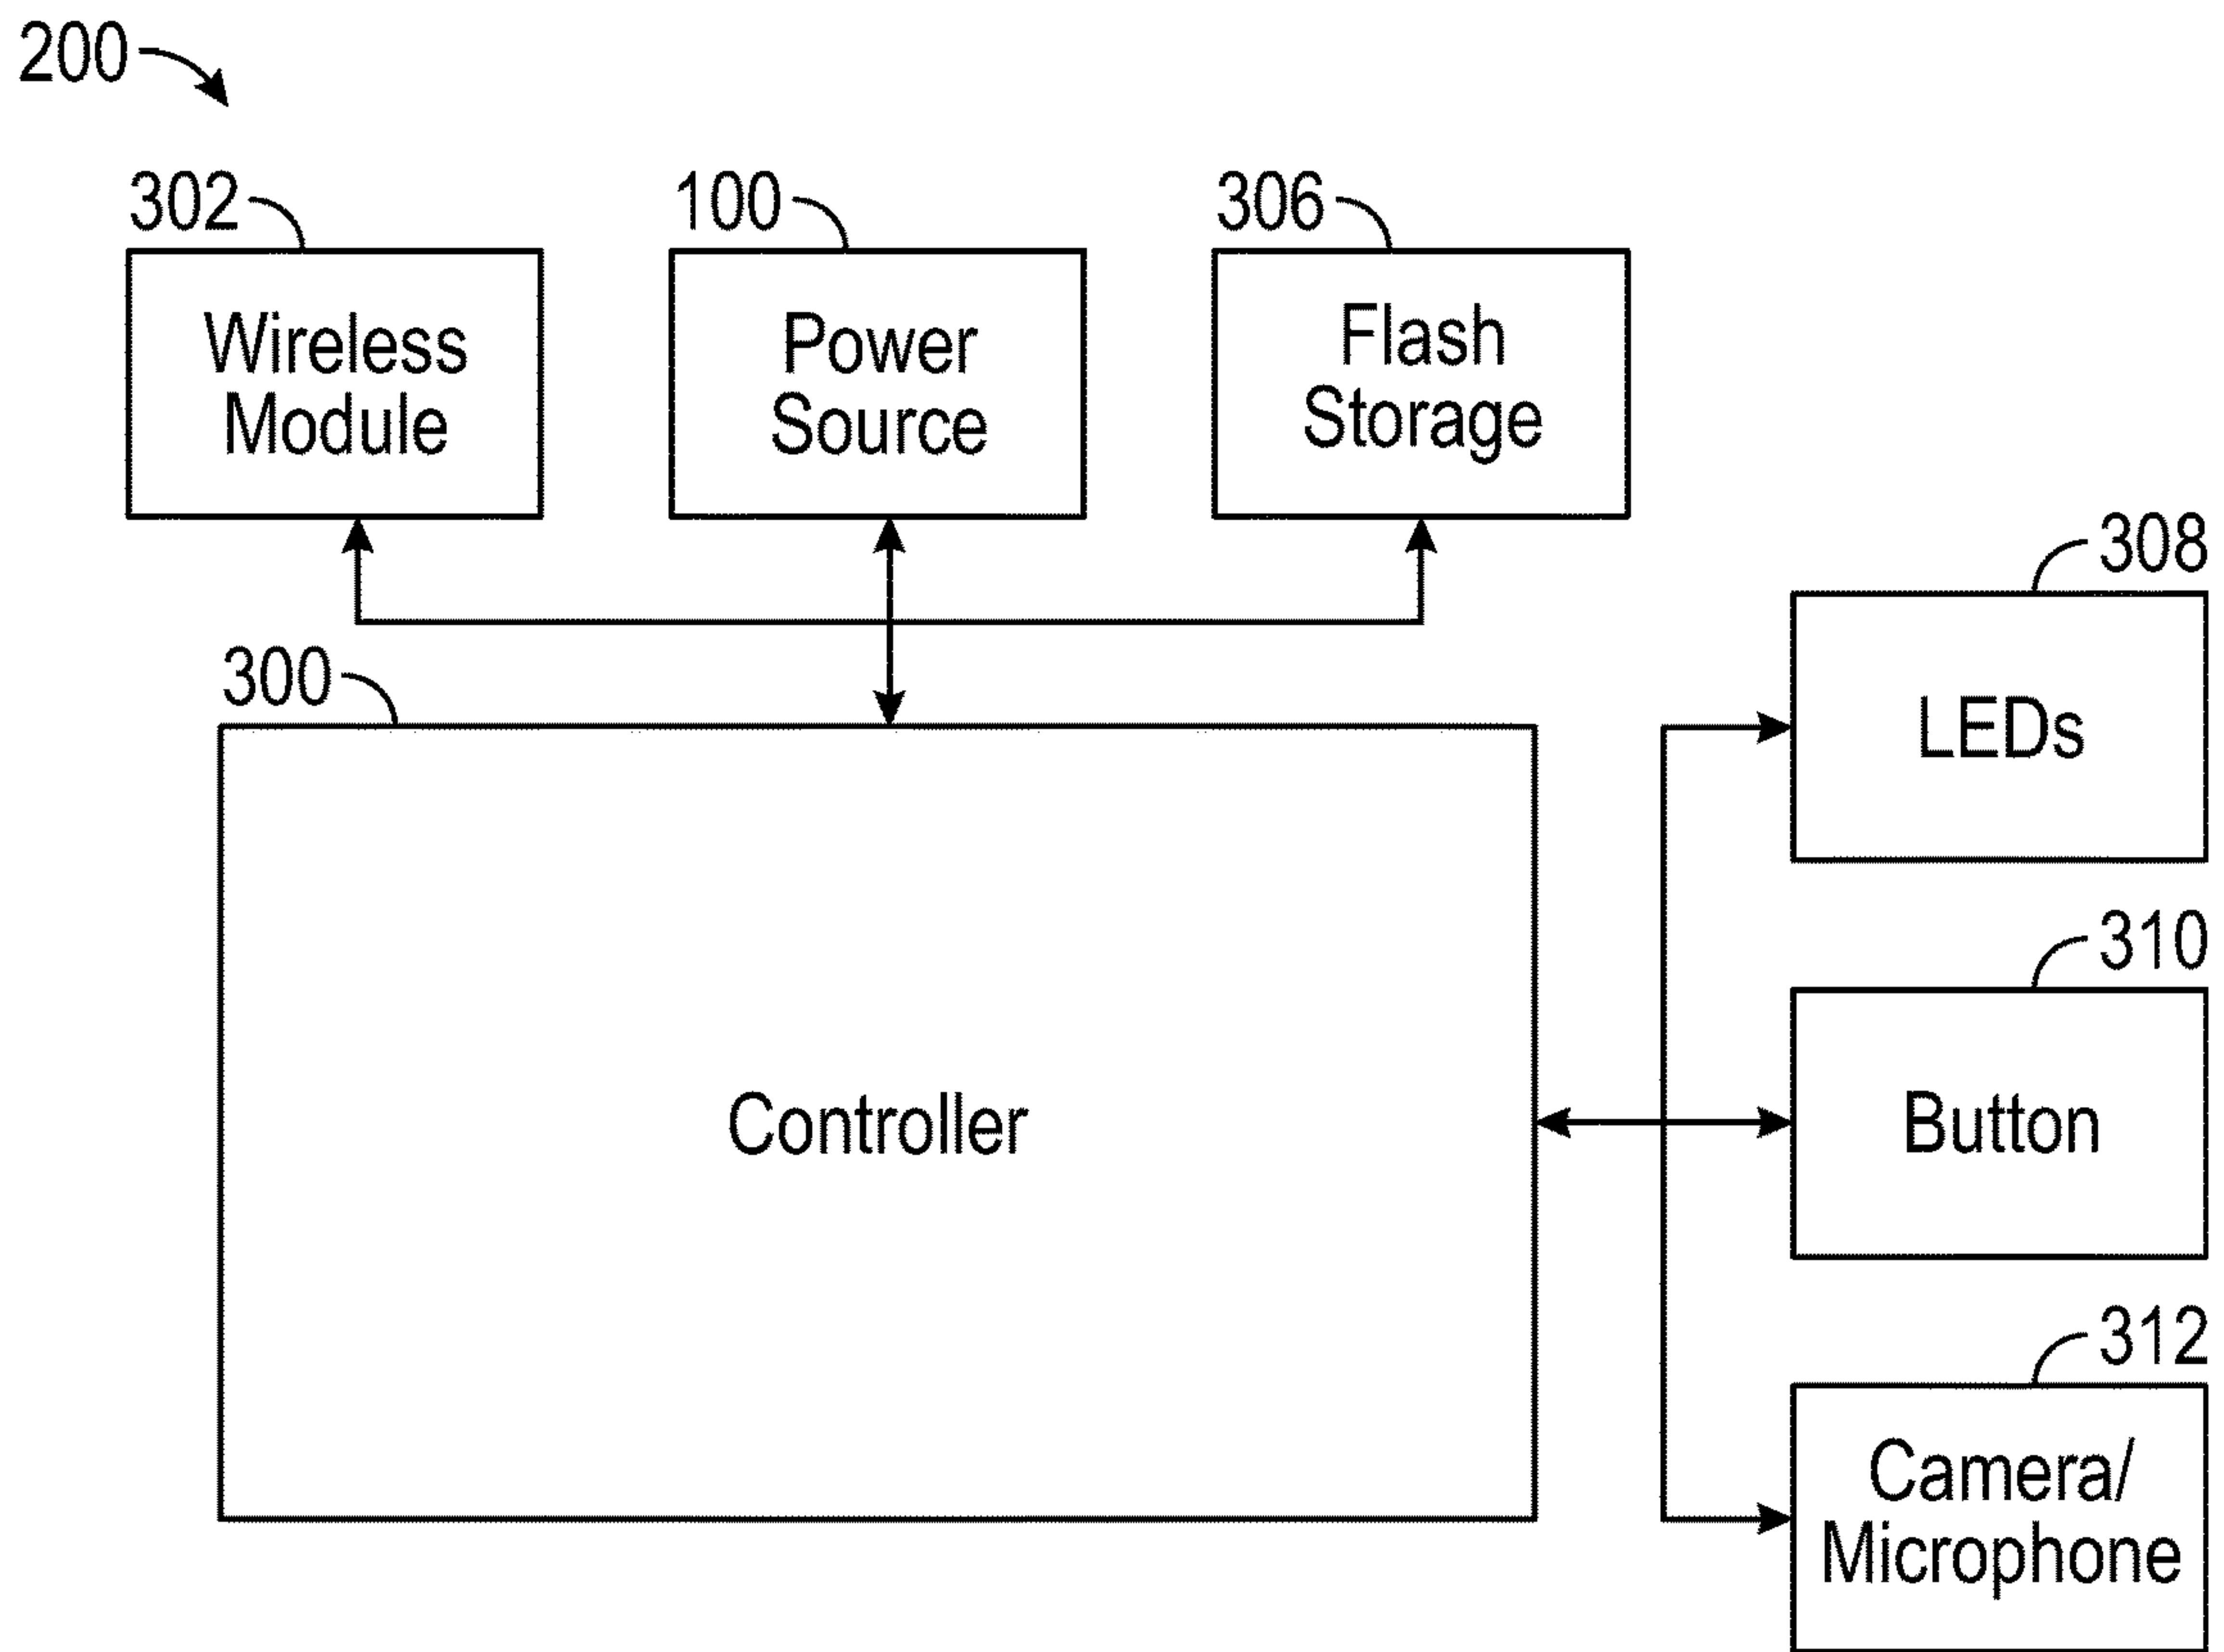 200
302
100
306
Wireless
Module
Power
Source
Flash
Storage
308
300
LEDs
310
Controller
Button
312
Camera/
Microphone